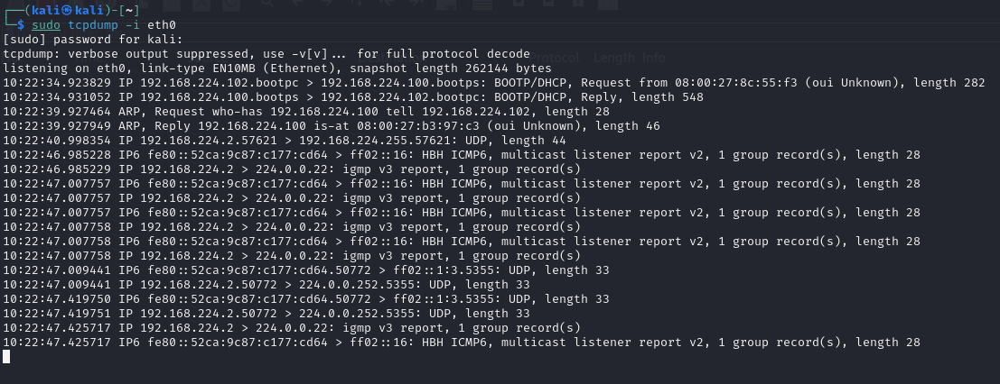 ┌──(kali㉿kali)-[~]
└─$ sudo tcpdump -i eth0
[sudo] password for kali:
tcpdump: verbose output suppressed, use -v[v]... for full protocol decode
listening on eth0, link-type EN10MB (Ethernet), snapshot length 262144 bytes
10:22:34.923829 IP 192.168.224.102.bootpc > 192.168.224.100.bootps: BOOTP/DHCP, Request from 08:00:27:8c:55:f3 (oui Unknown), length 282
10:22:34.931052 IP 192.168.224.100.bootps > 192.168.224.102.bootpc: BOOTP/DHCP, Reply, length 548
10:22:39.927464 ARP, Request who-has 192.168.224.100 tell 192.168.224.102, length 28
10:22:39.927949 ARP, Reply 192.168.224.100 is-at 08:00:27:b3:97:c3 (oui Unknown), length 46
10:22:40.998354 IP 192.168.224.2.57621 > 192.168.224.255.57621: UDP, length 44
10:22:46.985228 IP6 fe80::52ca:9c87:c177:cd64 > ff02::16: HBH ICMP6, multicast listener report v2, 1 group record(s), length 28
10:22:46.985229 IP 192.168.224.2 > 224.0.0.22: igmp v3 report, 1 group record(s)
10:22:47.007757 IP6 fe80::52ca:9c87:c177:cd64 > ff02::16: HBH ICMP6, multicast listener report v2, 1 group record(s), length 28
10:22:47.007757 IP 192.168.224.2 > 224.0.0.22: igmp v3 report, 1 group record(s)
10:22:47.007757 IP6 fe80::52ca:9c87:c177:cd64 > ff02::16: HBH ICMP6, multicast listener report v2, 1 group record(s), length 28
10:22:47.007758 IP 192.168.224.2 > 224.0.0.22: igmp v3 report, 1 group record(s)
10:22:47.007758 IP6 fe80::52ca:9c87:c177:cd64 > ff02::16: HBH ICMP6, multicast listener report v2, 1 group record(s), length 28
10:22:47.007758 IP 192.168.224.2 > 224.0.0.22: igmp v3 report, 1 group record(s)
10:22:47.009441 IP6 fe80::52ca:9c87:c177:cd64.50772 > ff02::1:3.5355: UDP, length 33
10:22:47.009441 IP 192.168.224.2.50772 > 224.0.0.252.5355: UDP, length 33
10:22:47.419750 IP6 fe80::52ca:9c87:c177:cd64.50772 > ff02::1:3.5355: UDP, length 33
10:22:47.419751 IP 192.168.224.2.50772 > 224.0.0.252.5355: UDP, length 33
10:22:47.425717 IP 192.168.224.2 > 224.0.0.22: igmp v3 report, 1 group record(s)
10:22:47.425717 IP6 fe80::52ca:9c87:c177:cd64 > ff02::16: HBH ICMP6, multicast listener report v2, 1 group record(s), length 28
Protocol Length Info